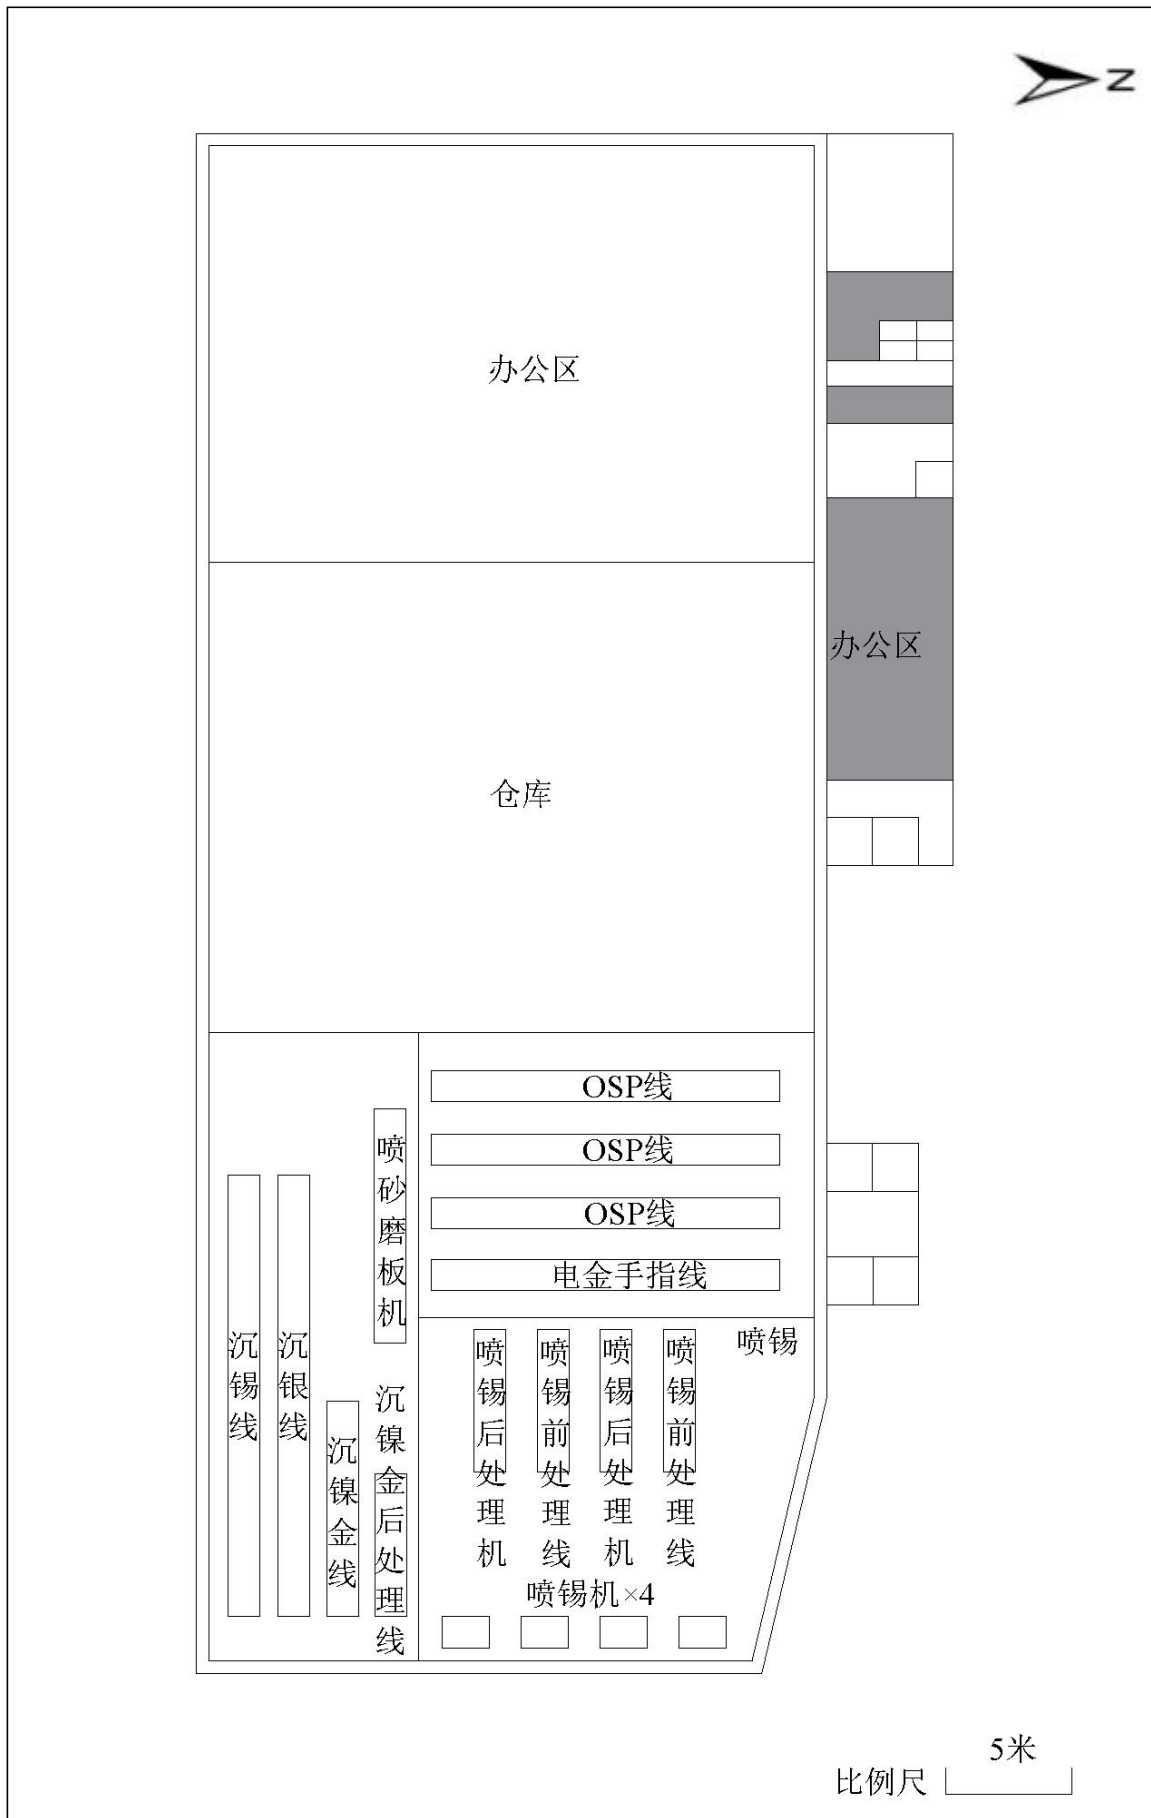 N
办公区
办公区
仓库
OSP线
OSP线
OSP线
电金手指线
喷砂磨板机
沉锡线
沉银线
沉镍金线
沉镍金后处理线
喷锡后处理机
喷锡前处理线
喷锡后处理机
喷锡前处理线
喷锡
喷锡机×4
5米
比例尺